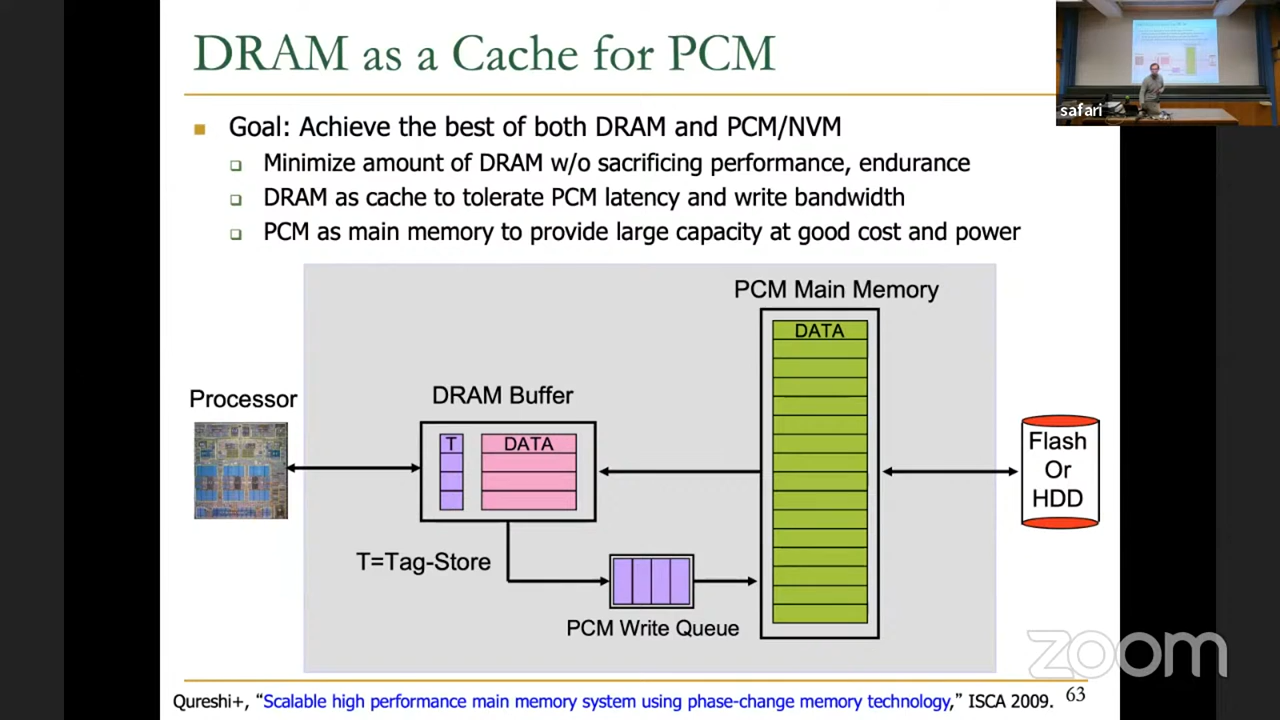 DRAM as a Cache for PCM
safari
Goal: Achieve the best of both DRAM and PCM/NVM
Minimize amount of DRAM w/o sacrificing performance, endurance
DRAM as cache to tolerate PCM latency and write bandwidth
PCM as main memory to provide large capacity at good cost and power
PCM Main Memory
DATA
Processor
DRAM Buffer
T
DATA
Flash
Or
HDD
T=Tag-Store
PCM Write Queue
zoom
Qureshi+, “Scalable high performance main memory system using phase-change memory technology,” ISCA 2009.
63